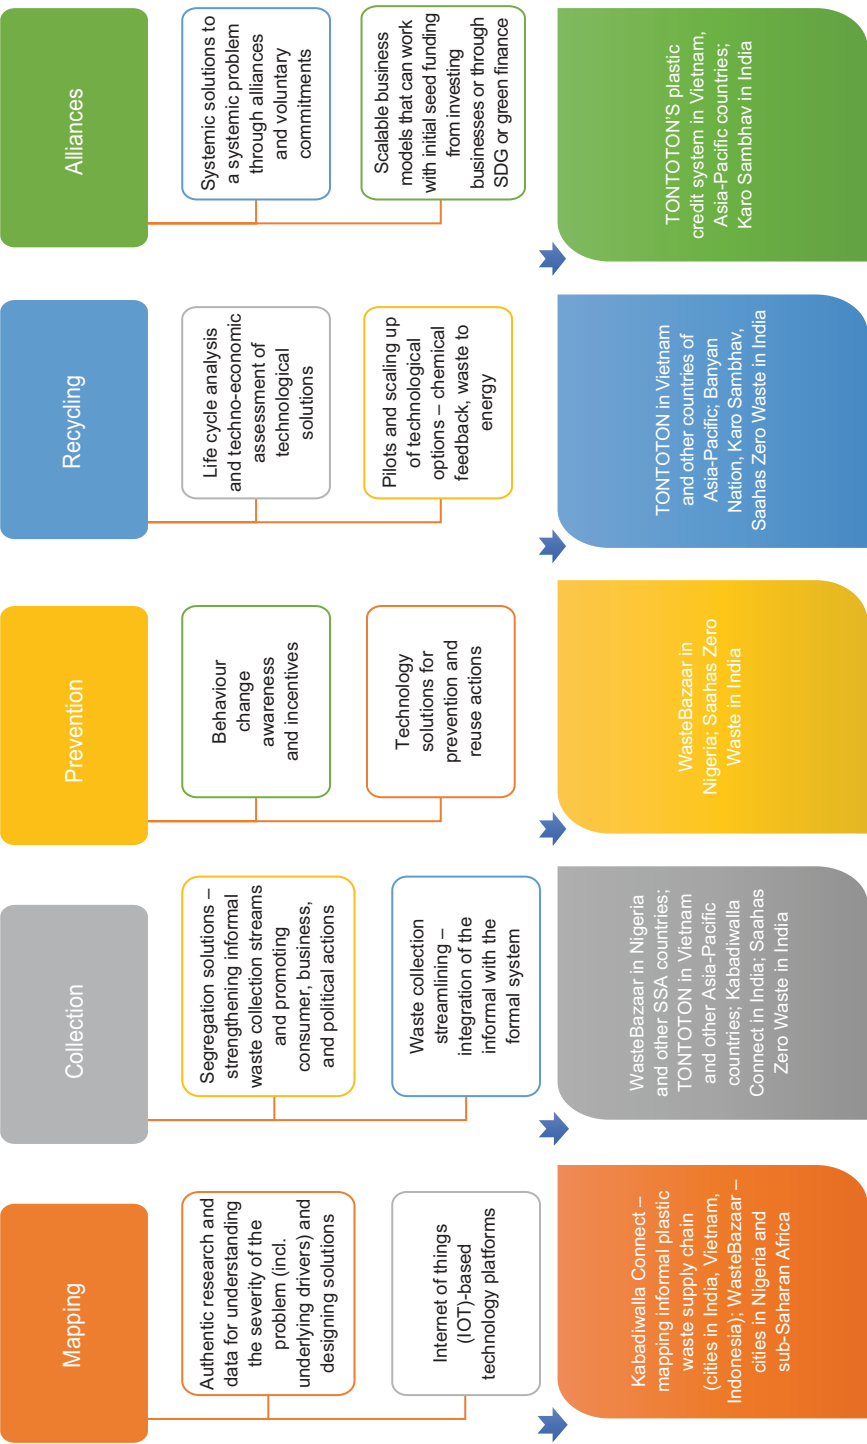 Mapping
Authentic research and
data for understanding
the severity of the
problem (incl.
underlying drivers) and
designing solutions
Internet of things
(IOT)-based
technology platforms
Kabadiwalla Connect –
mapping informal plastic
waste supply chain
(cities in India, Vietnam,
Indonesia); WasteBazaar –
cities in Nigeria and
sub-Saharan Africa
Collection
Segregation solutions –
strengthening informal
waste collection streams
and promoting
consumer, business,
and political actions
Waste collection
streamlining –
integration of the
informal with the
formal system
WasteBazaar in Nigeria
and other SSA countries;
TONTOTON in Vietnam
and other Asia-Pacific
countries; Kabadiwalla
Connect in India; Saahas
Zero Waste in India
Prevention
Behaviour
change
awareness
and incentives
Technology
solutions for
prevention and
reuse actions
WasteBazaar in
Nigeria; Saahas Zero
Waste in India
Recycling
Life cycle analysis
and techno-economic
assessment of
technological
solutions
Pilots and scaling up
of technological
options – chemical
feedback, waste to
energy
TONTOTON in Vietnam
and other countries of
Asia-Pacific; Banyan
Nation, Karo Sambhav,
Saahas Zero Waste in India
Alliances
Systemic solutions to
a systemic problem
through alliances
and voluntary
commitments
Scalable business
models that can work
with initial seed funding
from investing
businesses or through
SDG or green finance
TONTOTON'S plastic
credit system in Vietnam,
Asia-Pacific countries;
Karo Sambhav in India